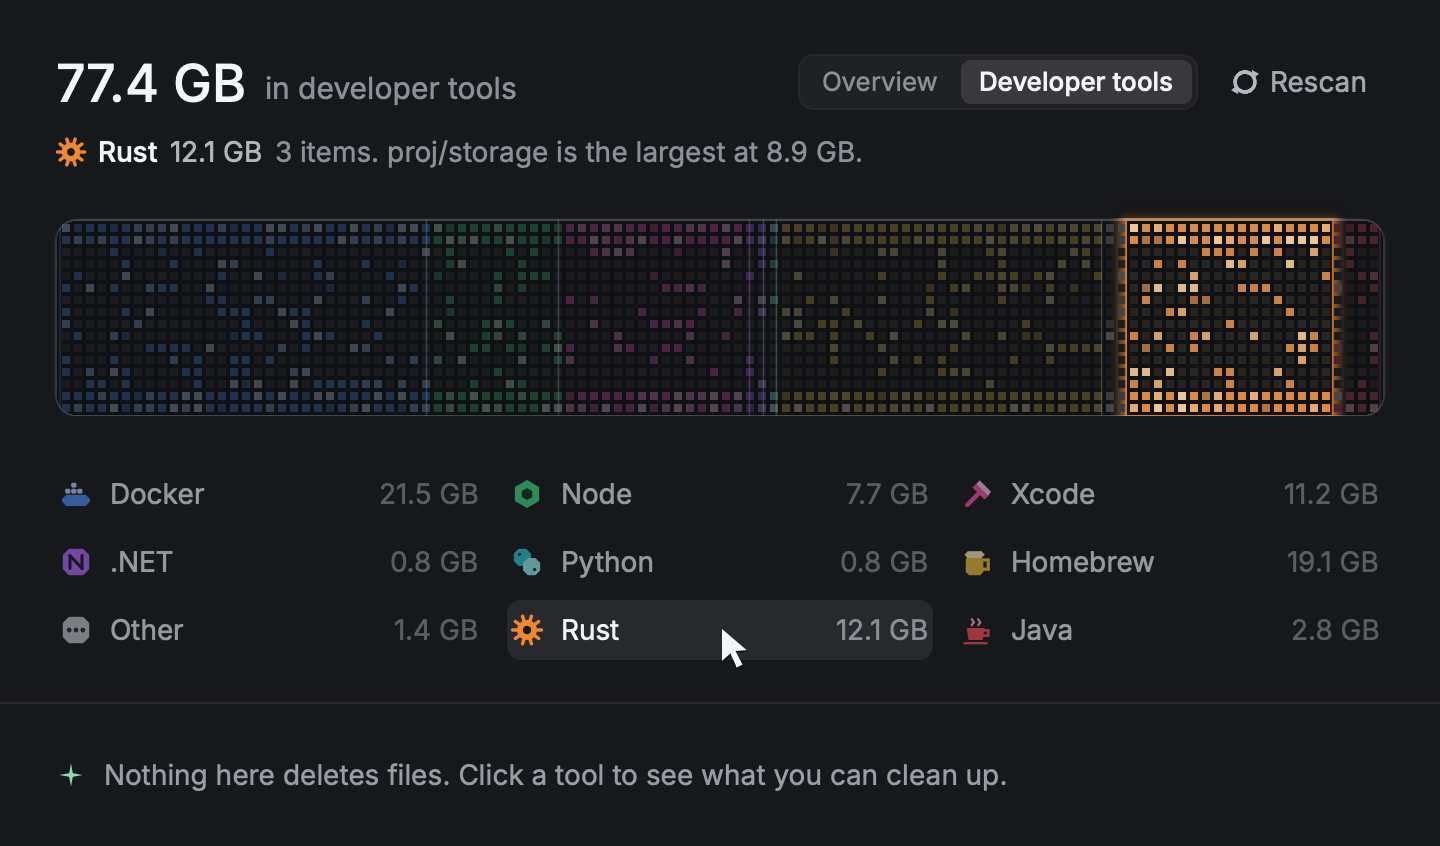 77.4 GB in developer tools
Overview
Developer tools
Rescan
Rust 12.1 GB 3 items. proj/storage is the largest at 8.9 GB.
Docker 21.5 GB
Node 7.7 GB
Xcode 11.2 GB
.NET 0.8 GB
Python 0.8 GB
Homebrew 19.1 GB
Other 1.4 GB
Rust 12.1 GB
Java 2.8 GB
Nothing here deletes files. Click a tool to see what you can clean up.